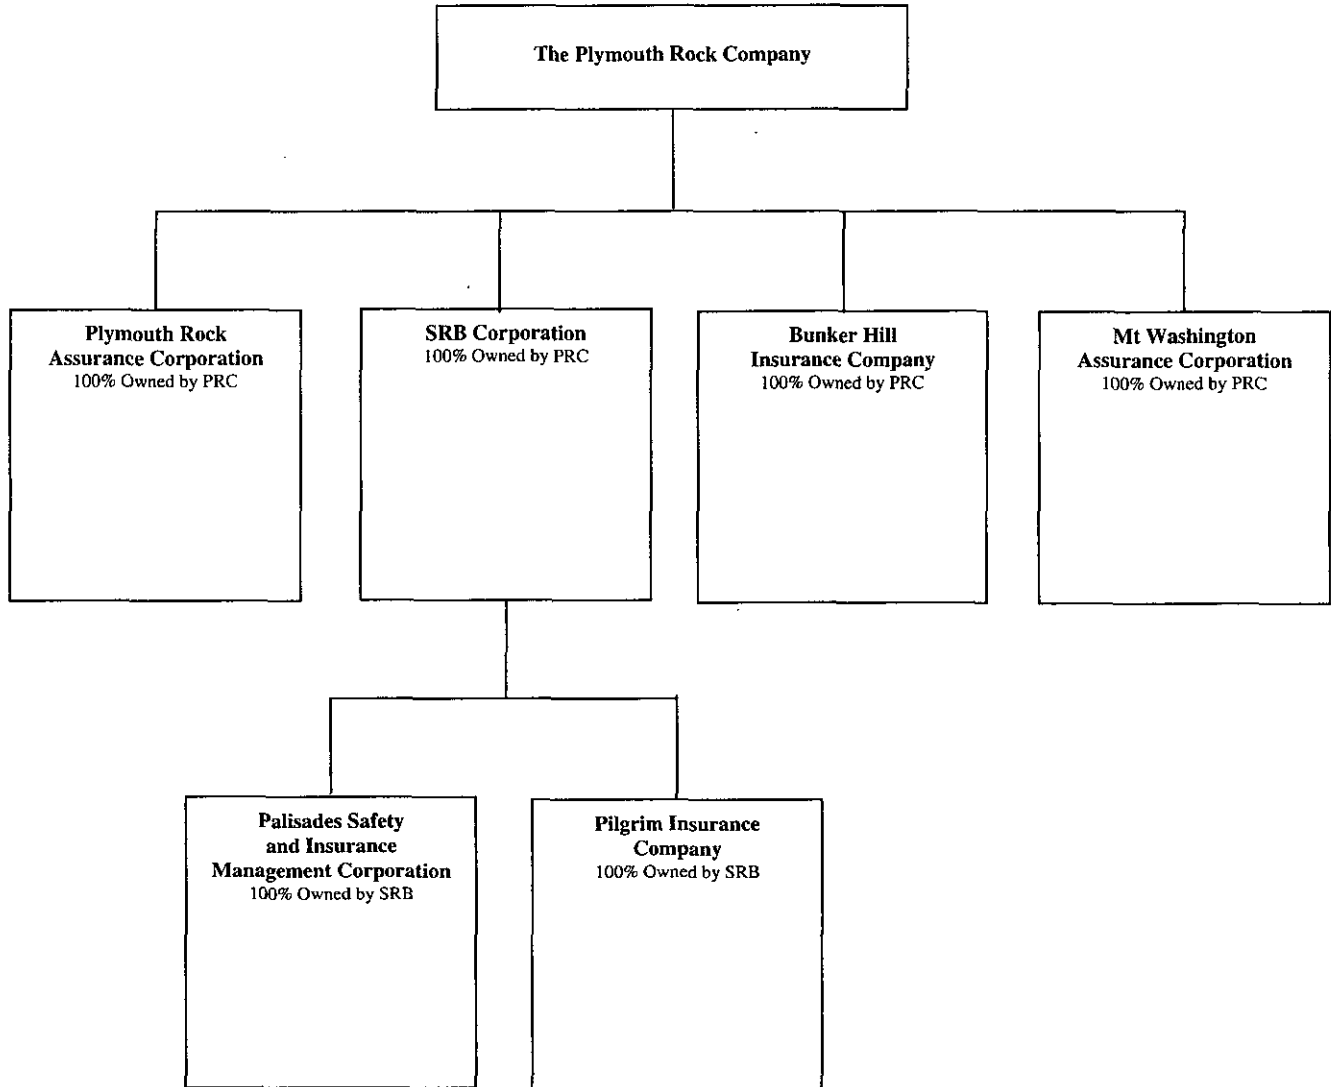 The Plymouth Rock Company
Plymouth Rock
Assurance Corporation
100% Owned by PRC
SRB Corporation
100% Owned by PRC
Bunker Hill
Insurance Company
100% Owned by PRC
Mt Washington
Assurance Corporation
100% Owned by PRC
Palisades Safety
and Insurance
Management Corporation
100% Owned by SRB
Pilgrim Insurance
Company
100% Owned by SRB